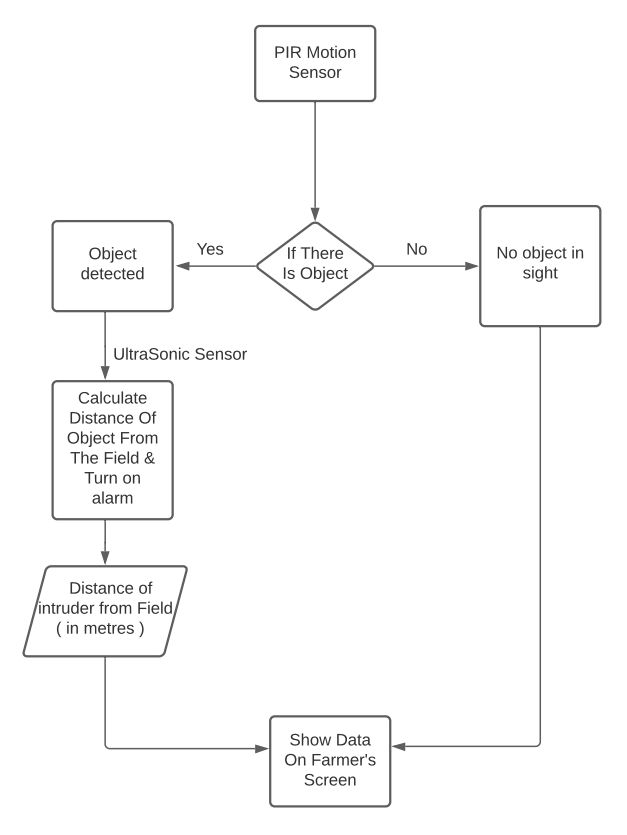 PIR Motion
Sensor
If There
Is Object
Yes
No
Object
detected
No object in
sight
UltraSonic Sensor
Calculate
Distance Of
Object From
The Field &
Turn on
alarm
Distance of
intruder from Field
( in metres )
Show Data
On Farmer's
Screen